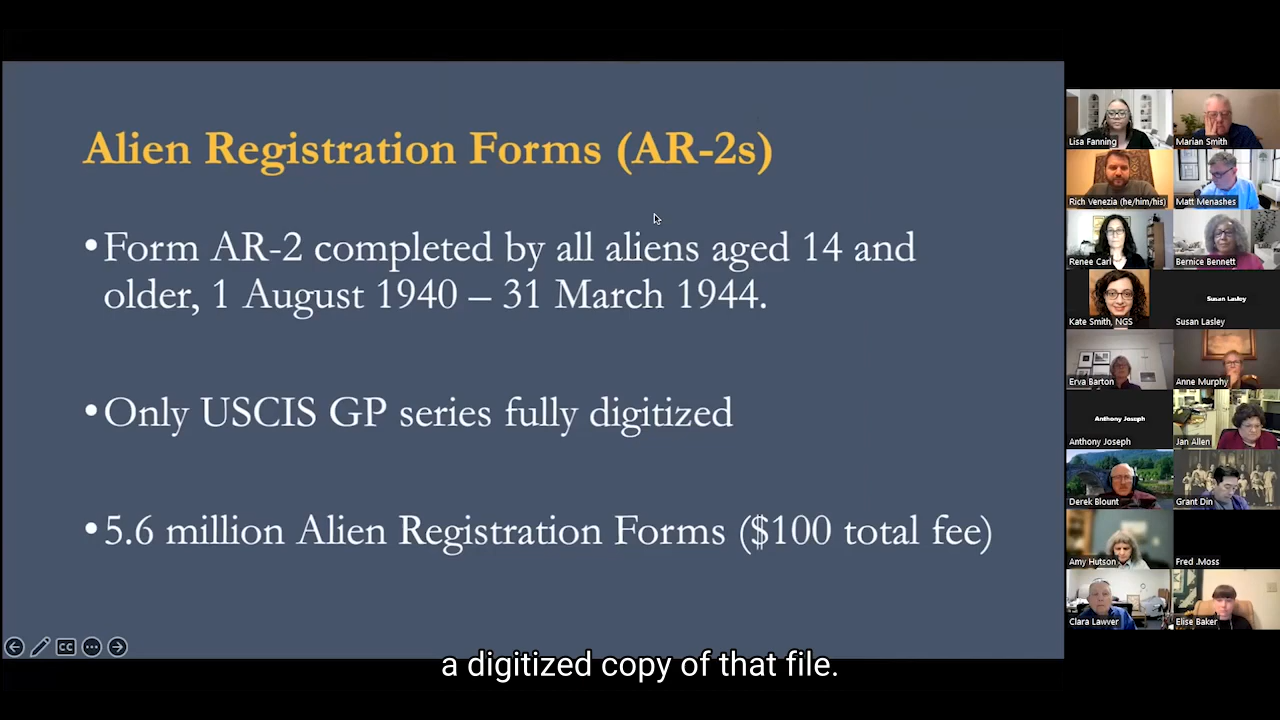 Alien Registration Forms (AR-2s)
•Form AR-2 completed by all aliens aged 14 and
older, 1 August 1940 – 31 March 1944.
•Only USCIS GP series fully digitized
•5.6 million Alien Registration Forms ($100 total fee)
CC
a digitized copy of that file.
Lisa Fanning
Marian Smith
Rich Venezia (he/him/his)
Matt Menashes
Renee Carl
Bernice Bennett
Kate Smith, NGS
Susan Lasley
Susan Lasley
Erva Barton
Anne Murphy
Anthony Joseph
Anthony Joseph
Jan Allen
Derek Blount
Grant Din
Amy Hutson
Fred .Moss
Clara Lawver
Elise Baker